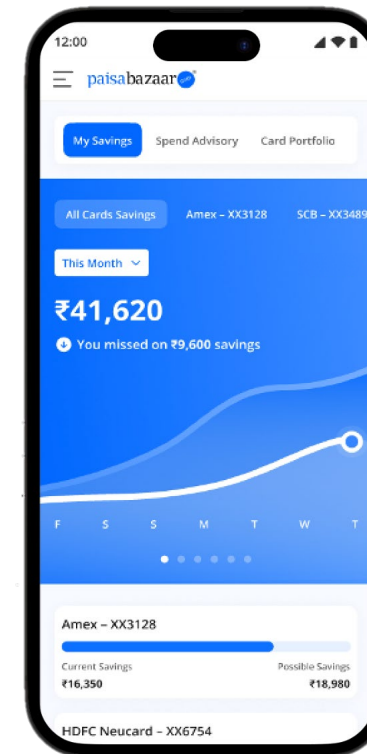 12:00
paisabazaar
My Savings Spend Advisory Card Portfolio
All Cards Savings Amex – XX3128 SCB – XX3489
This Month
₹41,620
You missed on ₹9,600 savings
F S S M T W T
Amex – XX3128
Current Savings Possible Savings
₹16,350 ₹18,980
HDFC Neucard – XX6754